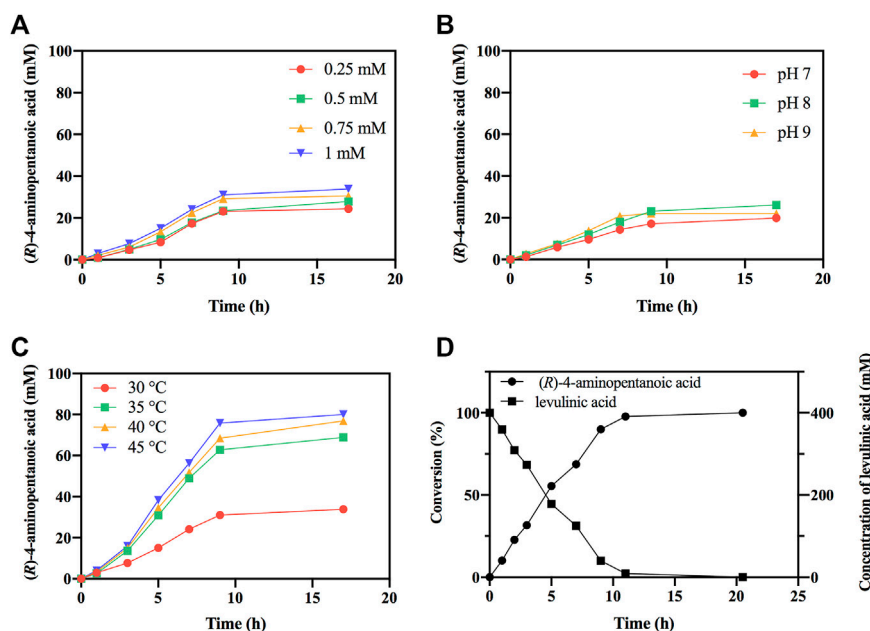 A
(R)-4-aminopentanoic acid (mM)
100
80
60
40
20
0
0.25 mM
0.5 mM
0.75 mM
1 mM
0 5 10 15 20
Time (h)
B
(R)-4-aminopentanoic acid (mM)
100
80
60
40
20
0
pH 7
pH 8
pH 9
0 5 10 15 20
Time (h)
C
(R)-4-aminopentanoic acid (mM)
100
80
60
40
20
0
30 °C
35 °C
40 °C
45 °C
0 5 10 15 20
Time (h)
D
Conversion (%)
100
50
0
(R)-4-aminopentanoic acid
levulinic acid
400
200
0
Concentration of levulinic acid (mM)
0 5 10 15 20 25
Time (h)